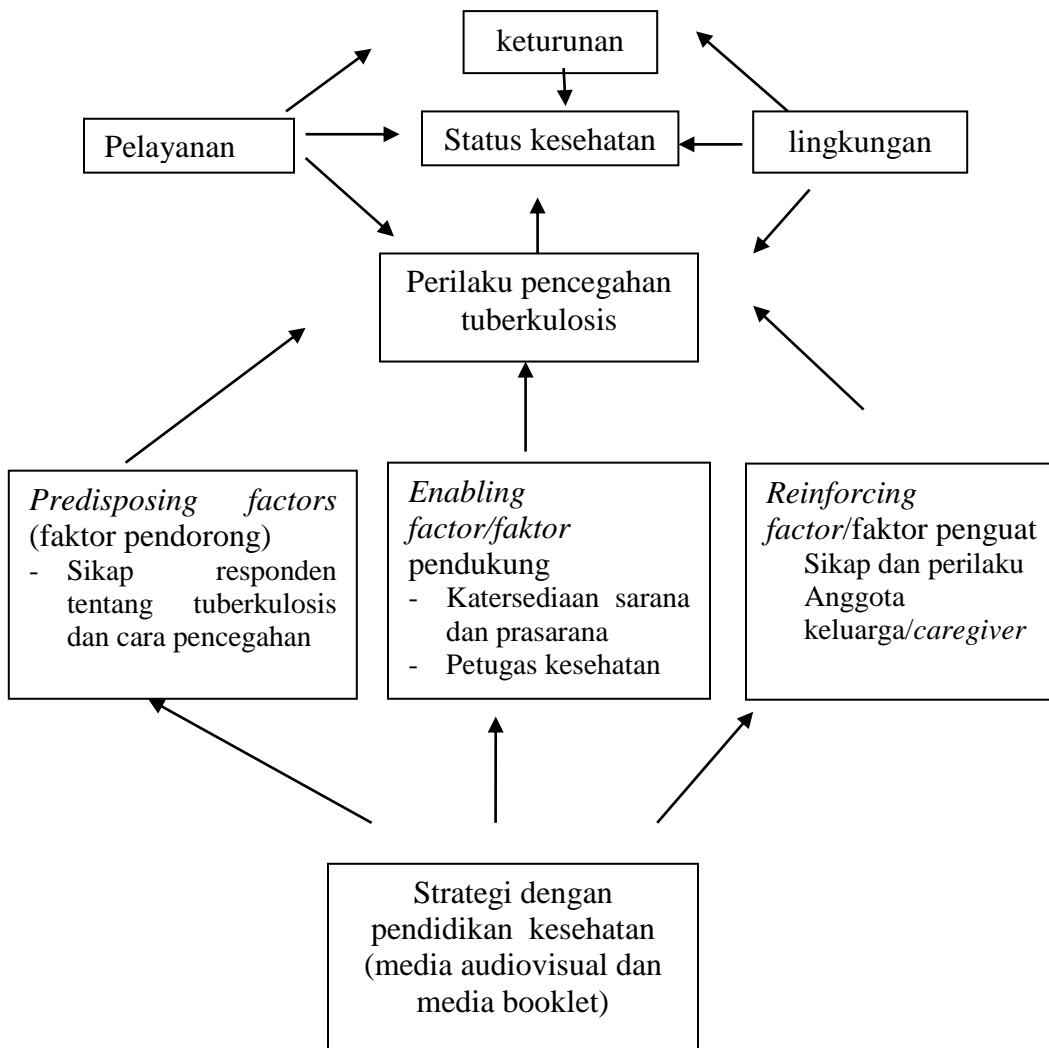 keturunan
Pelayanan
Status kesehatan
lingkungan
Perilaku pencegahan
tuberkulosis
Predisposing factors
(faktor pendorong)
- Sikap responden
tentang tuberkulosis
dan cara pencegahan
Enabling
factor/faktor
pendukung
- Katersediaan sarana
dan prasarana
- Petugas kesehatan
Reinforcing
factor/faktor penguat
Sikap dan perilaku
Anggota
keluarga/caregiver
Strategi dengan
pendidikan kesehatan
(media audiovisual dan
media booklet)